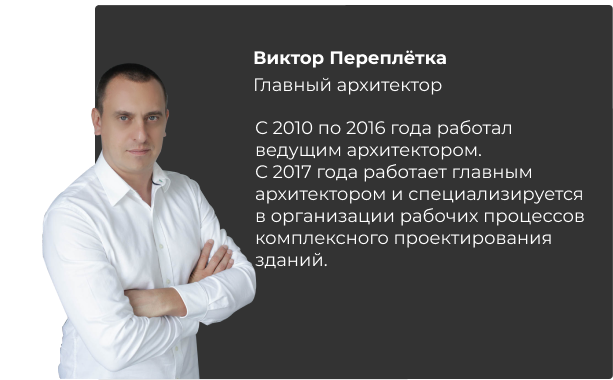 Виктор Переплётка
Главный архитектор
С 2010 по 2016 года работал
ведущим архитектором.
С 2017 года работает главным
архитектором и специализируется
в организации рабочих процессов
комплексного проектирования
зданий.